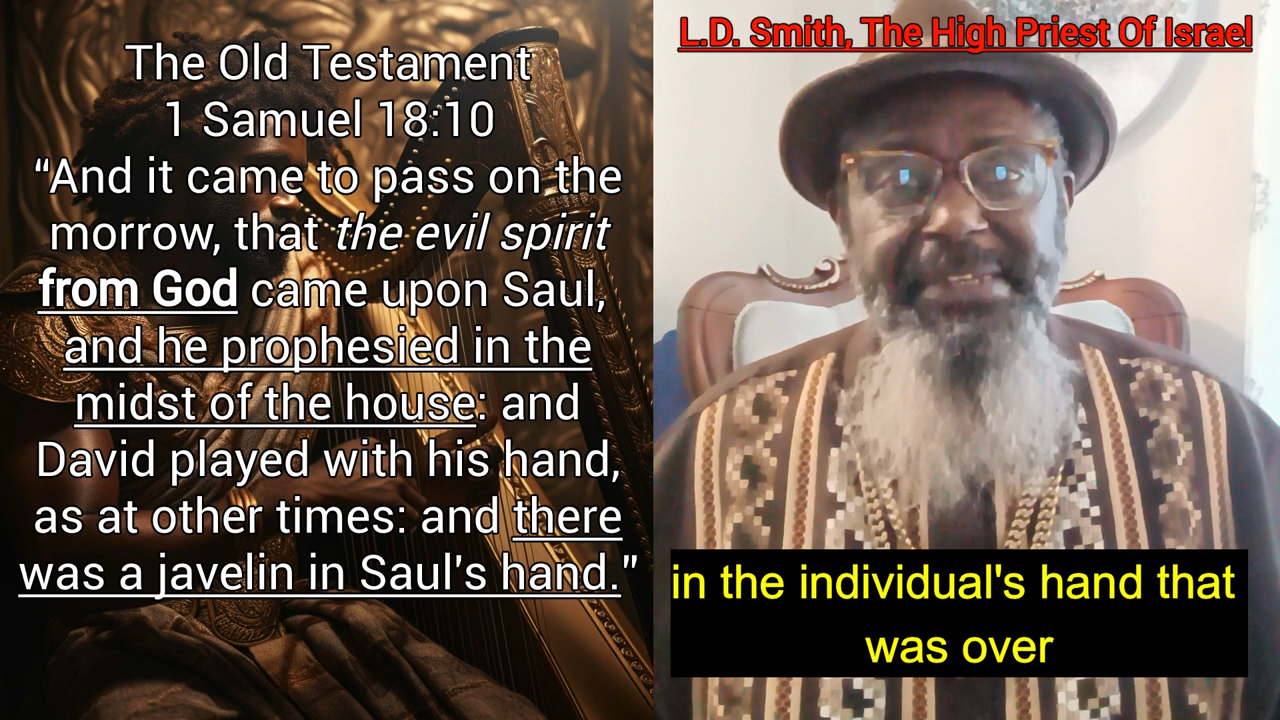 The Old Testament
1 Samuel 18:10
“And it came to pass on the
morrow, that the evil spirit
from God came upon Saul,
and he prophesied in the
midst of the house: and
David played with his hand,
as at other times: and there
was a javelin in Saul's hand.”
L.D. Smith, The High Priest Of Israel
in the individual's hand that
was over